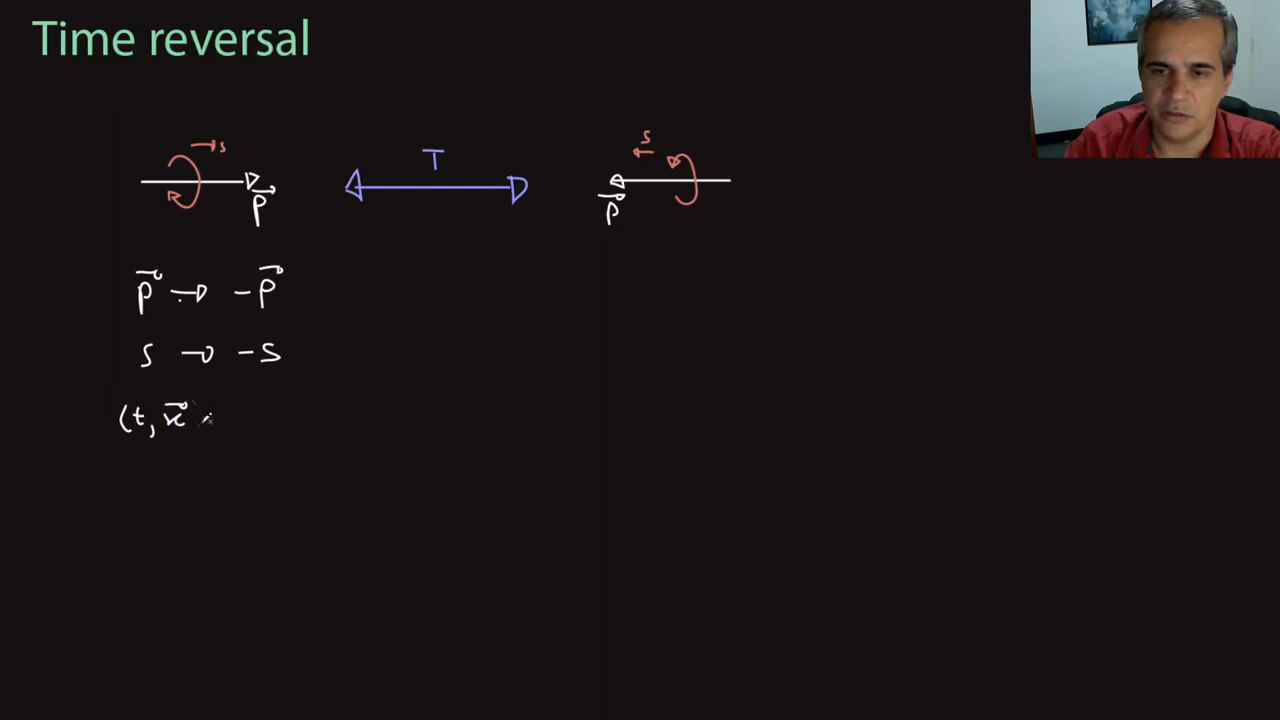 Time reversal
→ s T s ←
p⃗ p⃗
p⃗ → -p⃗
s → -s
(t, x⃗